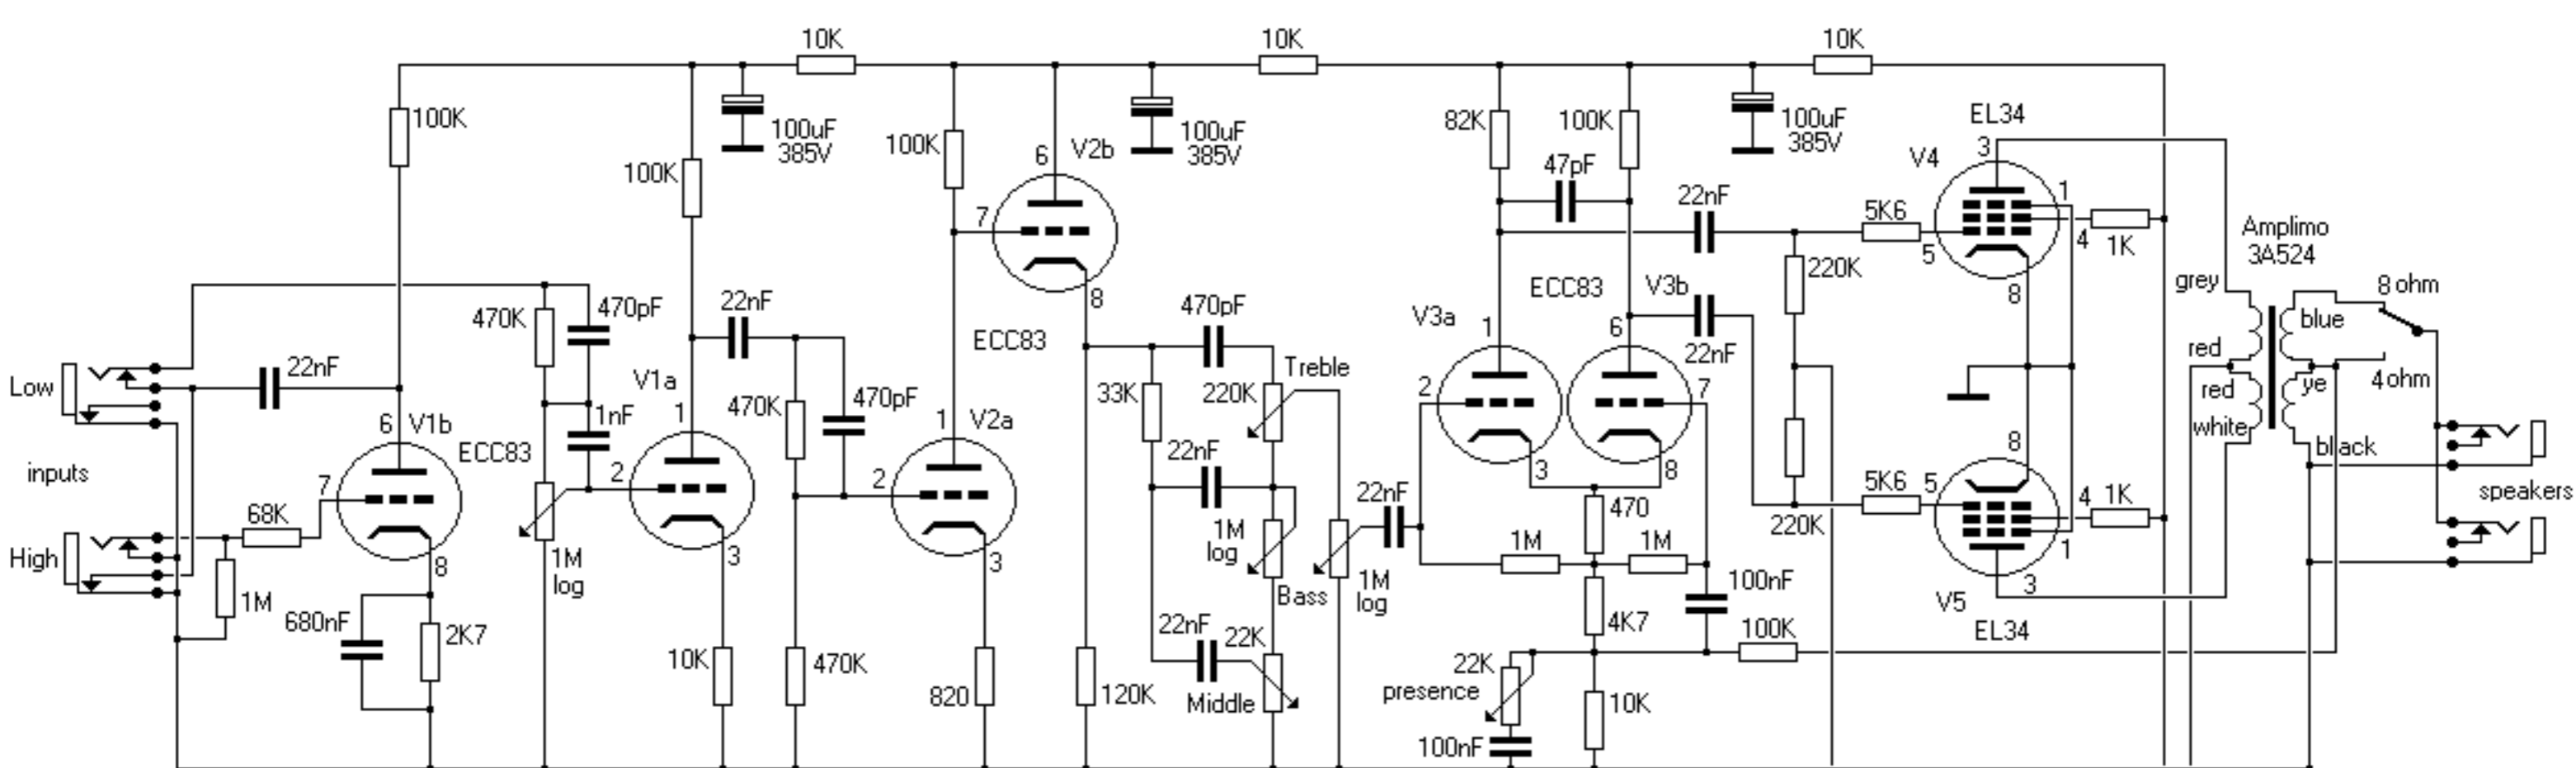 10K
10K
10K
100K
100uF
385V
100K
100K
6
V2b
100uF
385V
7
8
ECC83
82K
100K
47pF
100uF
385V
EL34
V4
3
1
22nF
5K6
5
4
1K
220K
8
Amplimo
3A524
grey
8 ohm
blue
red
red
ye
4 ohm
white
black
speakers
470K
470pF
22nF
Low
22nF
1nF
V1a
1
470K
470pF
1
V2a
470pF
Treble
33K
220K
ECC83
V3b
V3a
1
6
22nF
2
7
6
V1b
ECC83
inputs
7
2
2
22nF
22nF
3
8
8
5K6
5
4
1K
68K
High
1M
log
3
3
1M
log
Bass
1M
log
470
1M
1M
220K
1
8
1M
100nF
V5
3
EL34
680nF
2K7
10K
470K
820
120K
22nF
22K
Middle
4K7
100K
22K
presence
10K
100nF